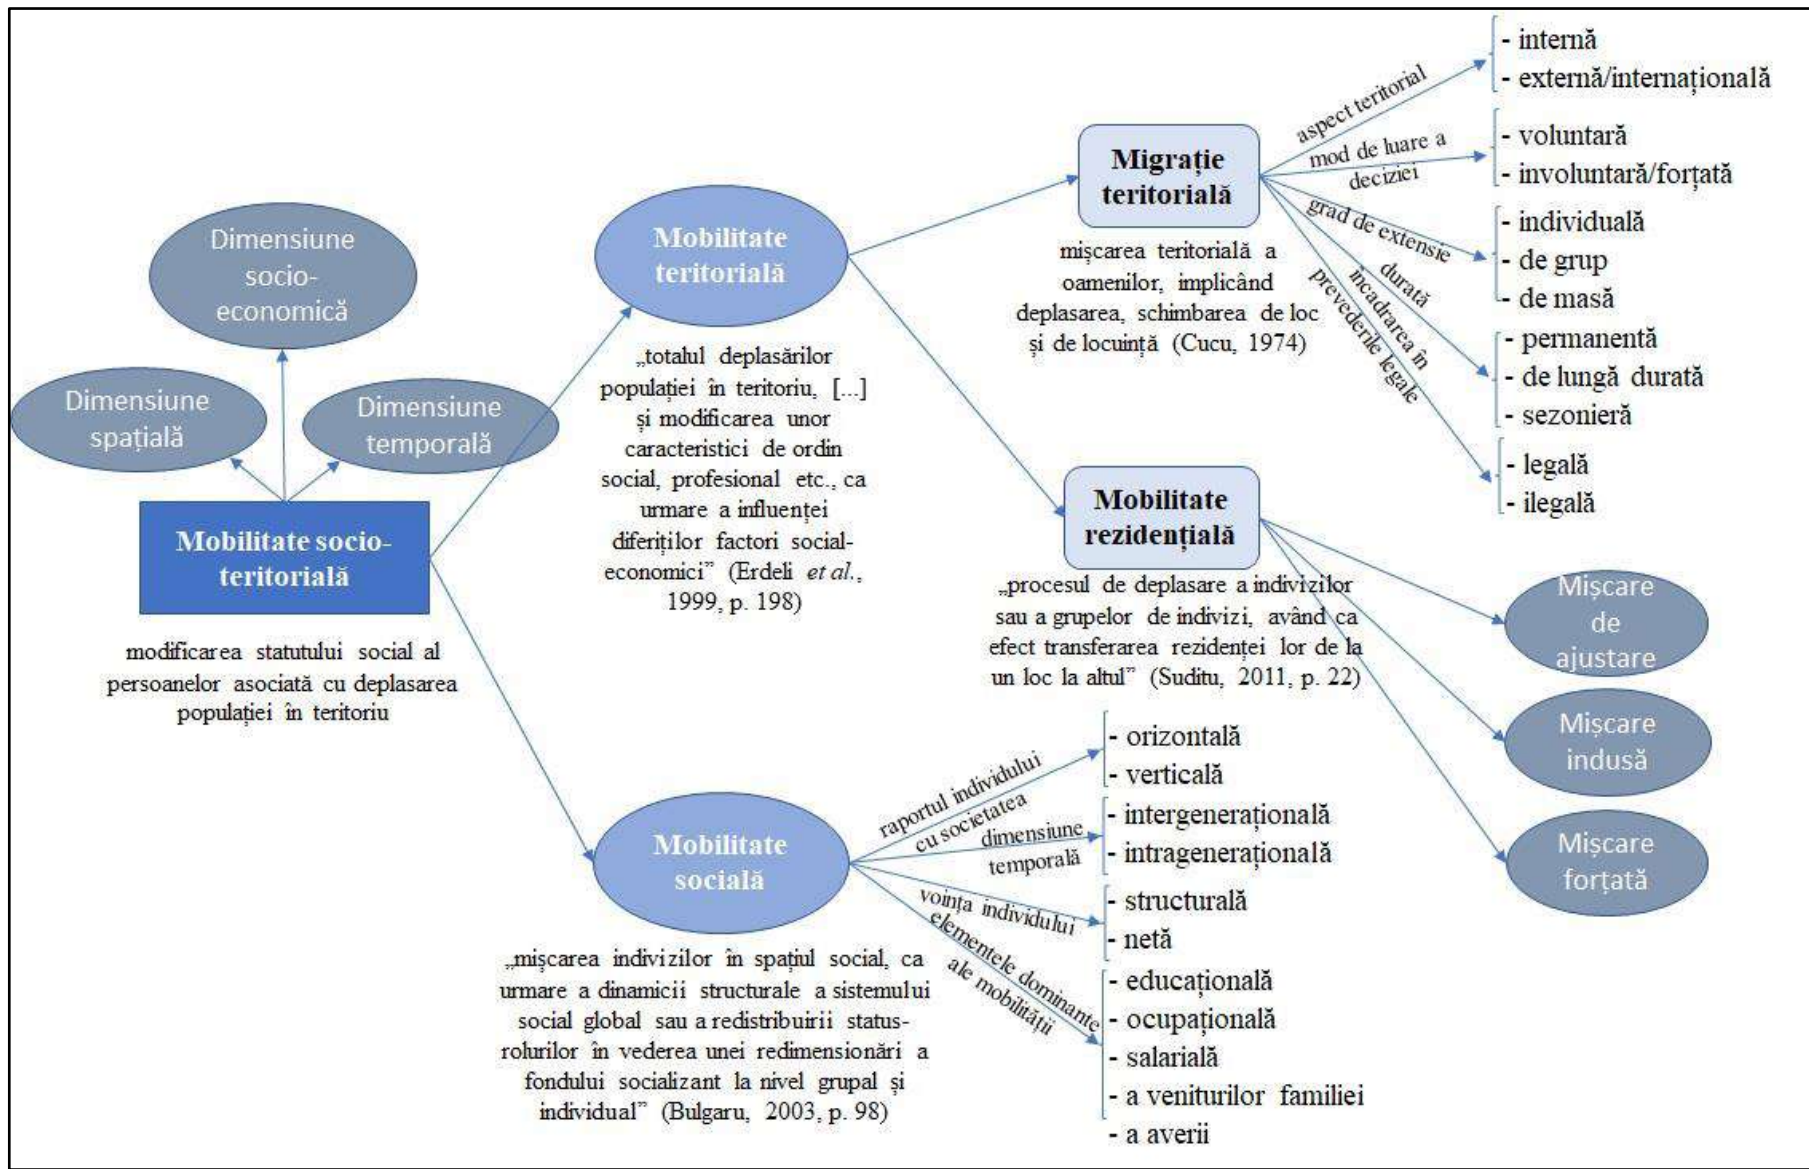 Dimensiune
socio-
economică
Dimensiune
spațială
Dimensiune
temporală
Mobilitate socio-
teritorială
modificarea statutului social al
persoanelor asociată cu deplasarea
populației în teritoriu
Mobilitate
teritorială
„totalul deplasărilor
populației în teritoriu, [...]
și modificarea unor
caracteristici de ordin
social, profesional etc., ca
urmare a influenței
diferiților factori social-
economici” (Erdeli et al.,
1999, p. 198)
Mobilitate
socială
„mișcarea indivizilor în spațiul social, ca
urmare a dinamicii structurale a sistemului
social global sau a redistribuirii status-
rolurilor în vederea unei redimensionări a
fondului socializant la nivel grupal și
individual” (Bulgaru, 2003, p. 98)
Migrație
teritorială
mișcarea teritorială a
oamenilor, implicând
deplasarea, schimbarea de loc
și de locuință (Cucu, 1974)
aspect teritorial
- internă
- externă/internațională
mod de luare a
deciziei
- voluntară
- involuntară/forțată
grad de extensie
- individuală
- de grup
- de masă
durată
- permanentă
- de lungă durată
- sezonieră
încadrarea în
prevederile legale
- legală
- ilegală
Mobilitate
rezidențială
„procesul de deplasare a indivizilor
sau a grupelor de indivizi, având ca
efect transferarea rezidenței lor de la
un loc la altul” (Suditu, 2011, p. 22)
Mișcare
de
ajustare
Mișcare
indusă
Mișcare
forțată
raportul individului
cu societatea
- orizontală
- verticală
dimensiune
temporală
- intergenerațională
- intragenerațională
voința individului
- structurală
- netă
elementele dominante
ale mobilității
- educațională
- ocupațională
- salarială
- a veniturilor familiei
- a averii